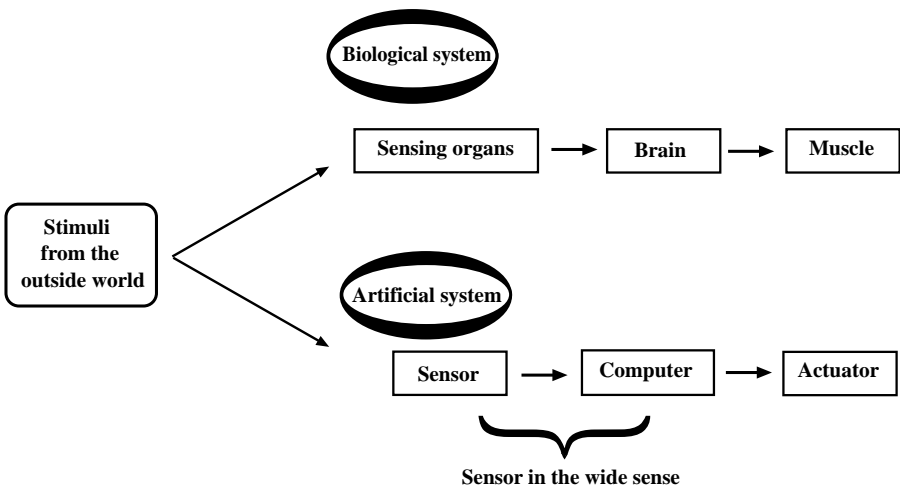 Biological system
Sensing organs
Brain
Muscle
Stimuli
from the
outside world
Artificial system
Sensor
Computer
Actuator
Sensor in the wide sense